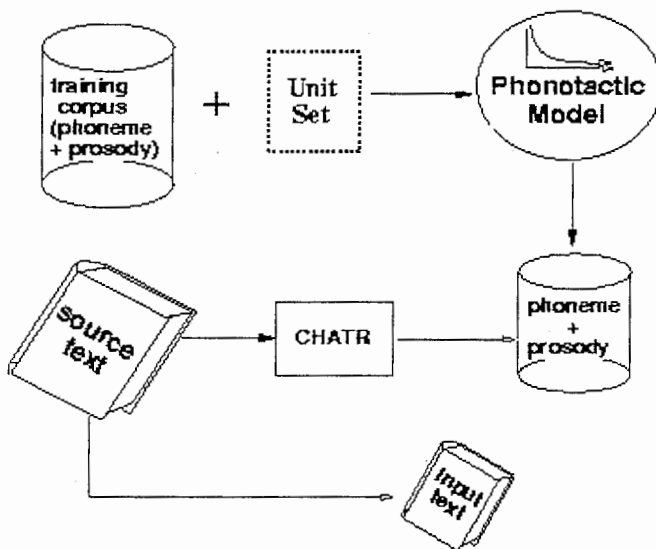 training
corpus
(phoneme
+ prosody)
+
Unit
Set
Phonotactic
Model
source
text
CHATR
phoneme
+
prosody
input
text